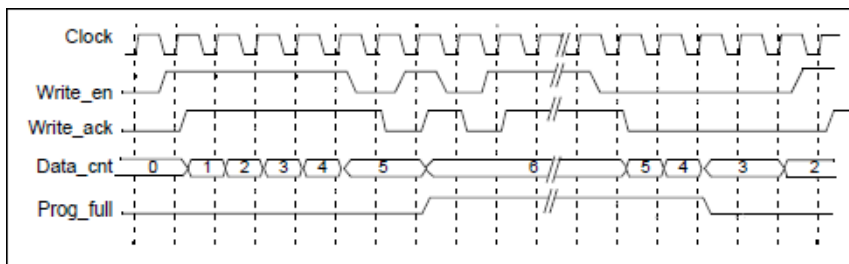 Clock
Write_en
Write_ack
Data_cnt 0 1 2 3 4 5 6 5 4 3 2
Prog_full